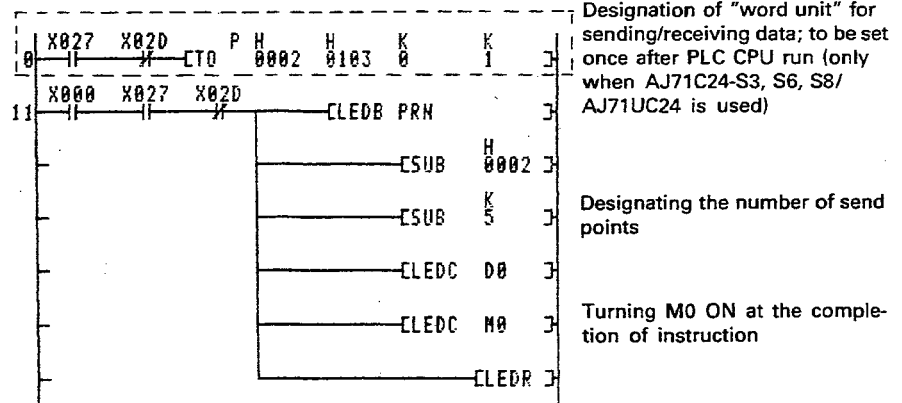 Designation of "word unit" for
sending/receiving data; to be set
once after PLC CPU run (only
when AJ71C24-S3, S6, S8/
AJ71UC24 is used)
X027 X02D P H H K K
0 [TO 0002 0103 0 1 ]
X000 X027 X02D
11 [LEDB PRN ]
H
[SUB 0002 ]
K
[SUB 5 ]
Designating the number of send
points
[LEDC D0 ]
[LEDC M0 ]
Turning M0 ON at the comple-
tion of instruction
[LEDR ]